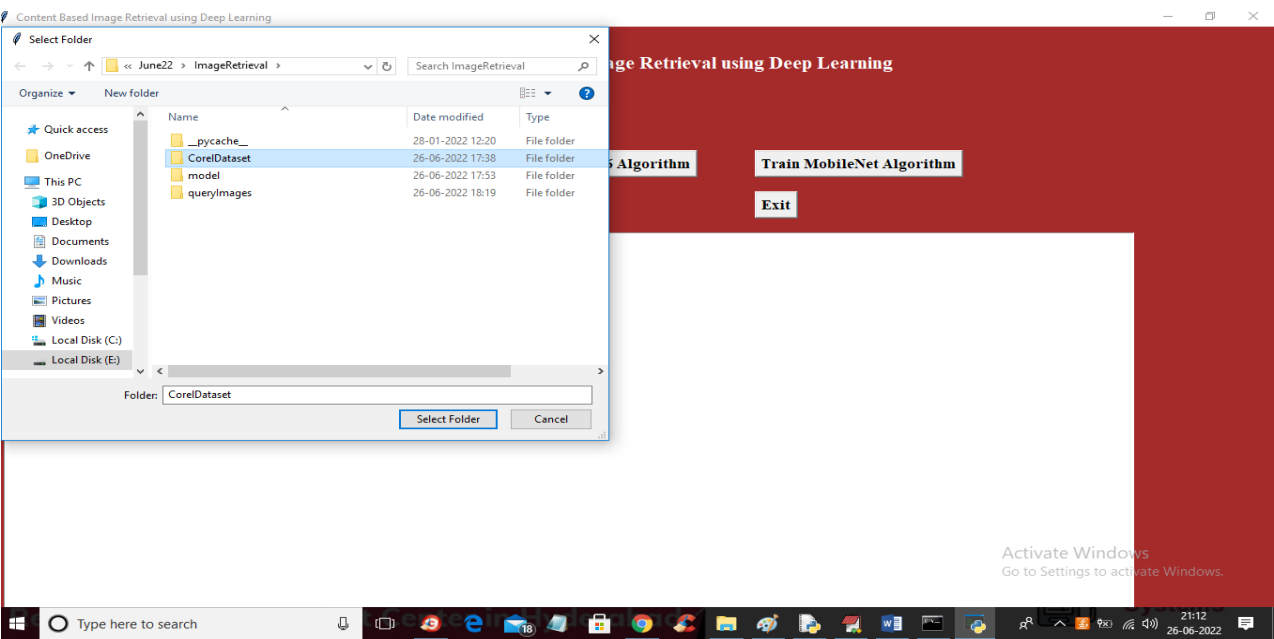 Content Based Image Retrieval using Deep Learning
Select Folder
« June22 > ImageRetrieval >
Search ImageRetrieval
Organize
New folder
Name
Date modified
Type
Quick access
OneDrive
This PC
3D Objects
Desktop
Documents
Downloads
Music
Pictures
Videos
Local Disk (C:)
Local Disk (E:)
__pycache__ 28-01-2022 12:20 File folder
CorelDataset 26-06-2022 17:38 File folder
model 26-06-2022 17:53 File folder
queryImages 26-06-2022 18:19 File folder
Folder: CorelDataset
Select Folder
Cancel
Retrieval using Deep Learning
Algorithm
Train MobileNet Algorithm
Exit
Activate Windows
Go to Settings to activate Windows.
Type here to search
18
21:12
26-06-2022